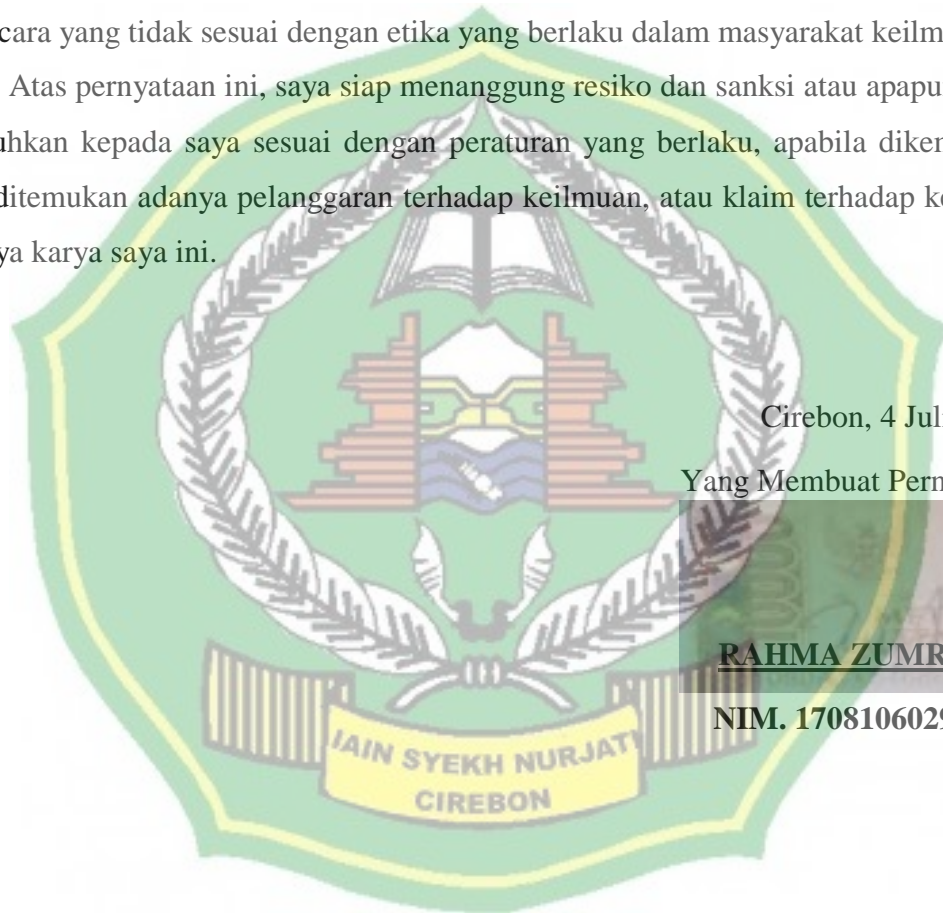 cara yang tidak sesuai dengan etika yang berlaku dalam masyarakat keilm
Atas pernyataan ini, saya siap menanggung resiko dan sanksi atau apapu
uhkan kepada saya sesuai dengan peraturan yang berlaku, apabila diker
ditemukan adanya pelanggaran terhadap keilmuan, atau klaim terhadap ke
ya karya saya ini.
Cirebon, 4 Jul
Yang Membuat Pern
RAHMA ZUMR
NIM. 1708106029
IAIN SYEKH NURJATI
CIREBON